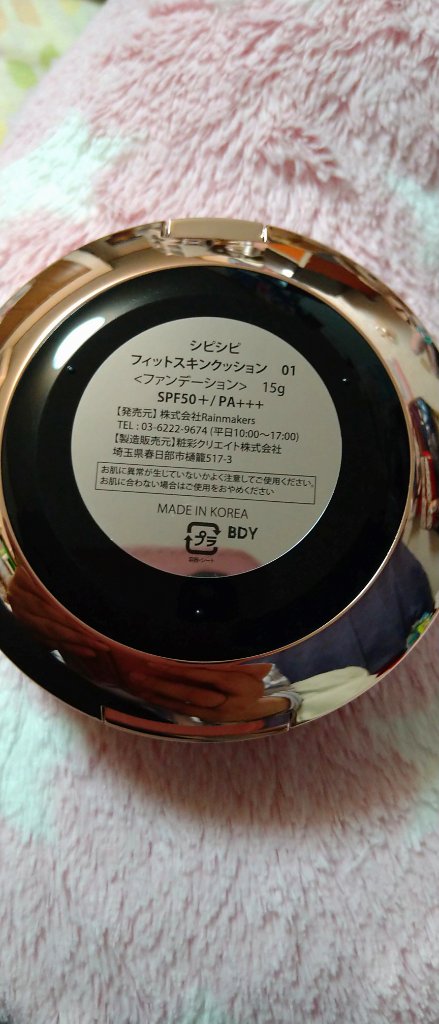 シピシピ
フィットスキンクッション 01
<ファンデーション> 15g
SPF50+/PA+++
【発売元】株式会社Rainmakers
TEL : 03-6222-9674 (平日10:00〜17:00)
【製造販売元】粧彩クリエイト株式会社
埼玉県春日部市樋籠517-3
お肌に異常が生じていないかよく注意してご使用ください。
お肌に合わない場合はご使用をおやめください
MADE IN KOREA
プラ BDY